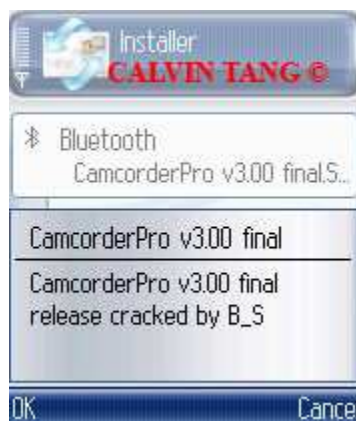 Installer
CALVIN TANG ©
Bluetooth
CamcorderPro v3.00 final.S...
CamcorderPro v3.00 final
CamcorderPro v3.00 final
release cracked by B_S
OK
Cance